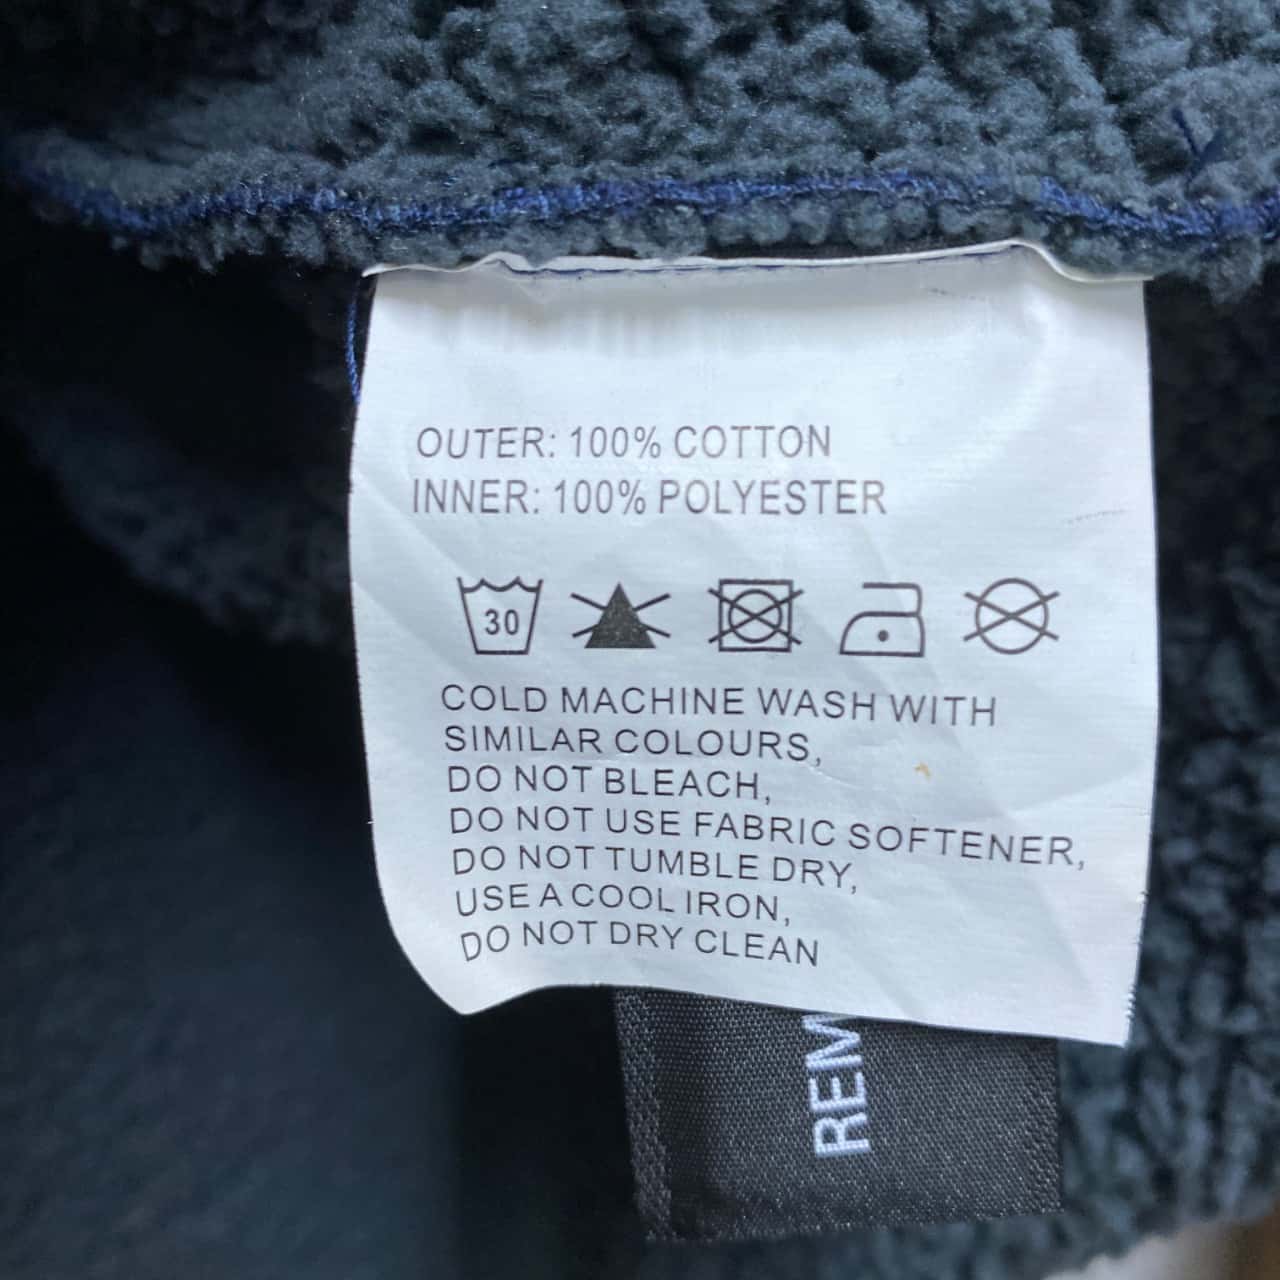 OUTER: 100% COTTON
INNER: 100% POLYESTER
30
COLD MACHINE WASH WITH
SIMILAR COLOURS,
DO NOT BLEACH,
DO NOT USE FABRIC SOFTENER,
DO NOT TUMBLE DRY,
USE A COOL IRON,
DO NOT DRY CLEAN
REM